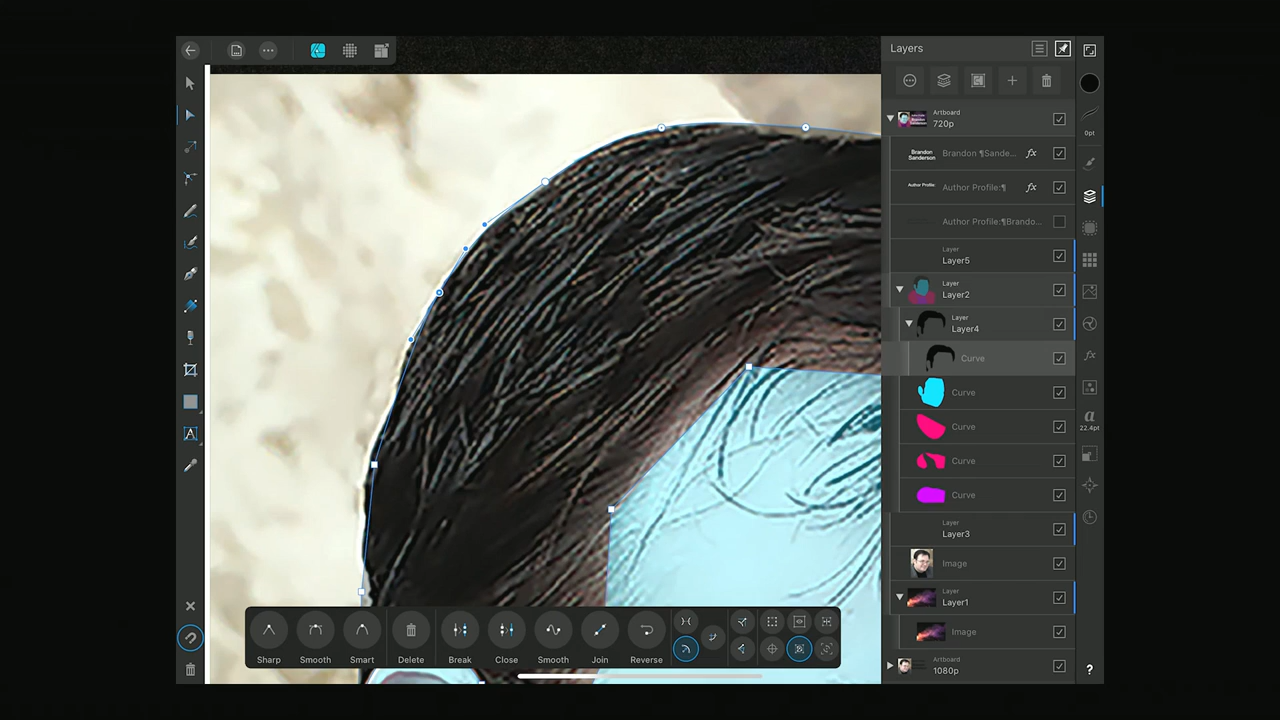 Layers
Artboard
720p
0pt
Brandon
Sanderson
Brandon ¶Sande...
fx
Author Profile:
Author Profile:¶
fx
Author Profile:¶Brando...
Layer
Layer5
Layer
Layer2
Layer
Layer4
Curve
fx
Curve
a
22.4pt
Curve
Curve
Curve
Layer
Layer3
Image
Layer
Layer1
Image
Sharp
Smooth
Smart
Delete
Break
Close
Smooth
Join
Reverse
Artboard
1080p
?
A